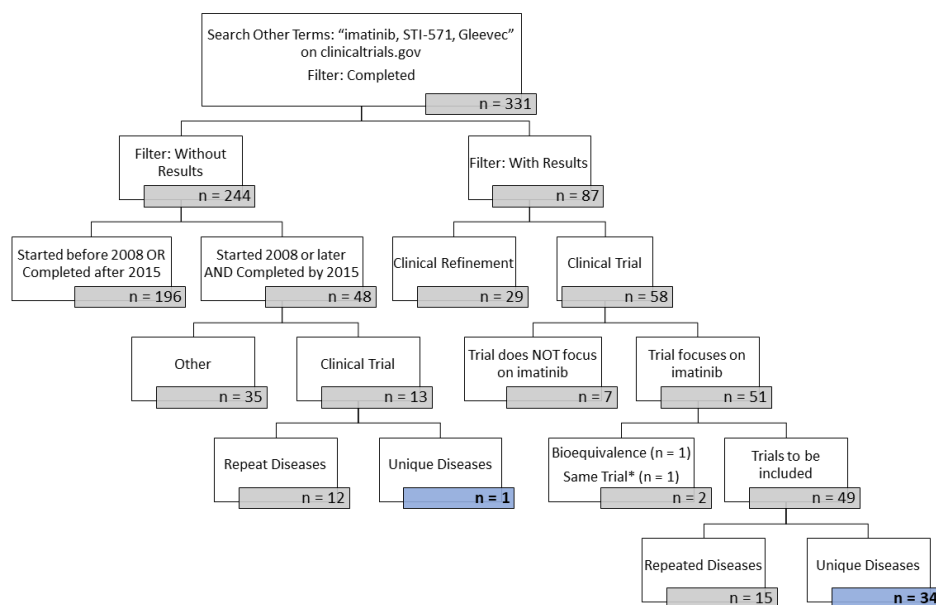 Search Other Terms: “imatinib, STI-571, Gleevec”
on clinicaltrials.gov
Filter: Completed
n = 331
Filter: Without
Results
n = 244
Filter: With Results
n = 87
Started before 2008 OR
Completed after 2015
n = 196
Started 2008 or later
AND Completed by 2015
n = 48
Clinical Refinement
n = 29
Clinical Trial
n = 58
Other
n = 35
Clinical Trial
n = 13
Trial does NOT focus
on imatinib
n = 7
Trial focuses on
imatinib
n = 51
Repeat Diseases
n = 12
Unique Diseases
n = 1
Bioequivalence (n = 1)
Same Trial* (n = 1)
n = 2
Trials to be
included
n = 49
Repeated Diseases
n = 15
Unique Diseases
n = 34